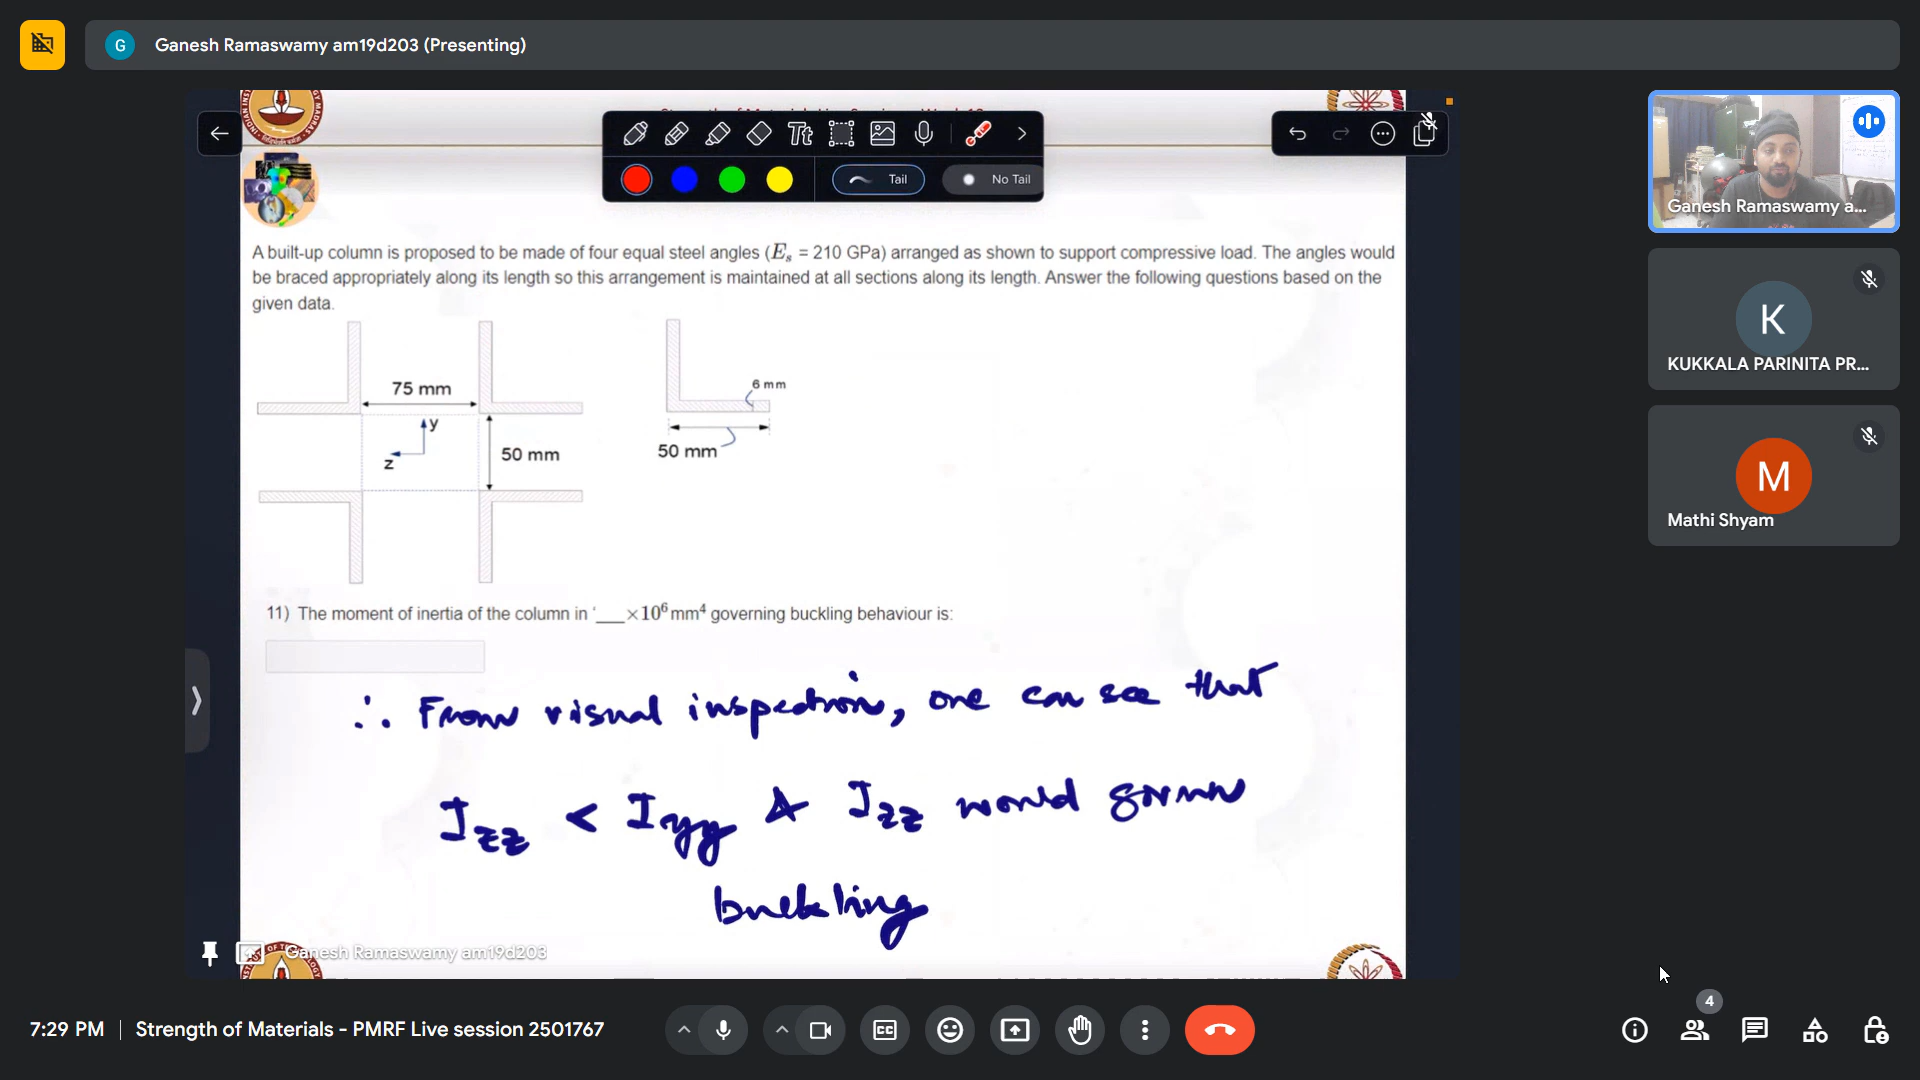 Ganesh Ramaswamy am19d203 (Presenting)
G
Tt
Tail
No Tail
A built-up column is proposed to be made of four equal steel angles (Eₛ = 210 GPa) arranged as shown to support compressive load. The angles would
be braced appropriately along its length so this arrangement is maintained at all sections along its length. Answer the following questions based on the
given data.
75 mm
y
z
50 mm
6 mm
50 mm
11) The moment of inertia of the column in '___×10⁶ mm⁴ governing buckling behaviour is:
∴ From visual inspection, one can see that
Izz < Iyy & Izz would govern
buckling
Ganesh Ramaswamy am19d203
Ganesh Ramaswamy a...
K
KUKKALA PARINITA PR...
M
Mathi Shyam
7:29 PM | Strength of Materials - PMRF Live session 2501767
CC
4